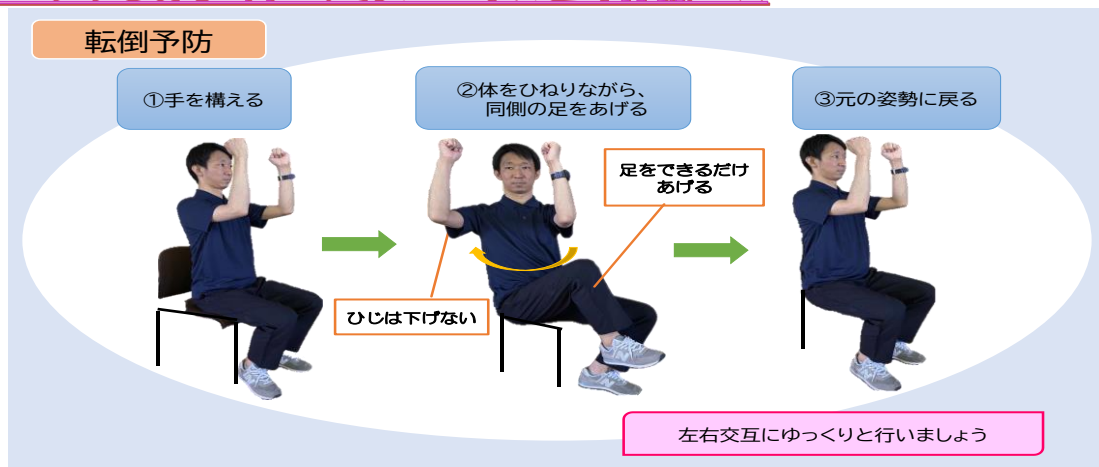 転倒予防
①手を構える
②体をひねりながら、
同側の足をあげる
③元の姿勢に戻る
足をできるだけ
あげる
ひじは下げない
左右交互にゆっくりと行いましょう